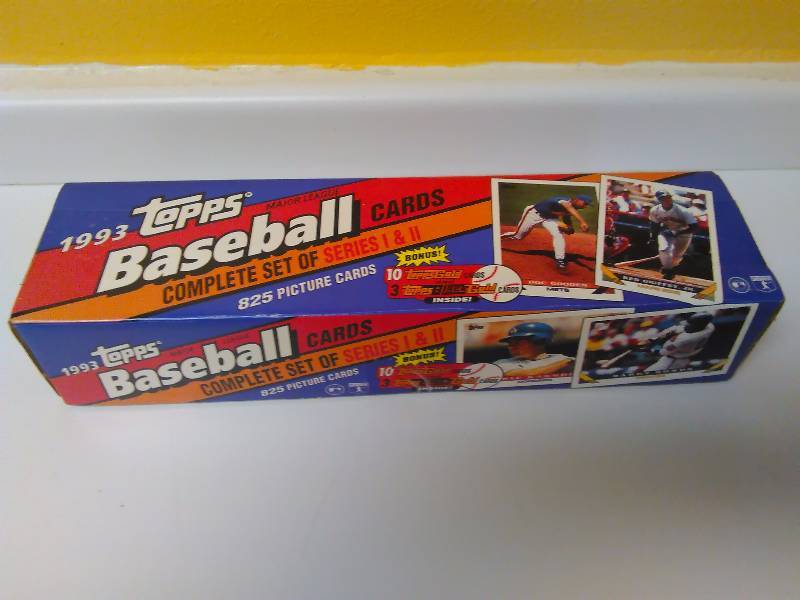 1993 TOPPS®
MAJOR LEAGUE
Baseball CARDS
COMPLETE SET OF SERIES I & II
825 PICTURE CARDS
BONUS!
10 Topps Gold CARDS
3 Topps Black Gold CARDS
INSIDE!
DOC GOODEN
METS
KEN GRIFFEY JR.
1993 TOPPS
Baseball CARDS
COMPLETE SET OF SERIES I & II
825 PICTURE CARDS
BONUS!
10
3
Topps